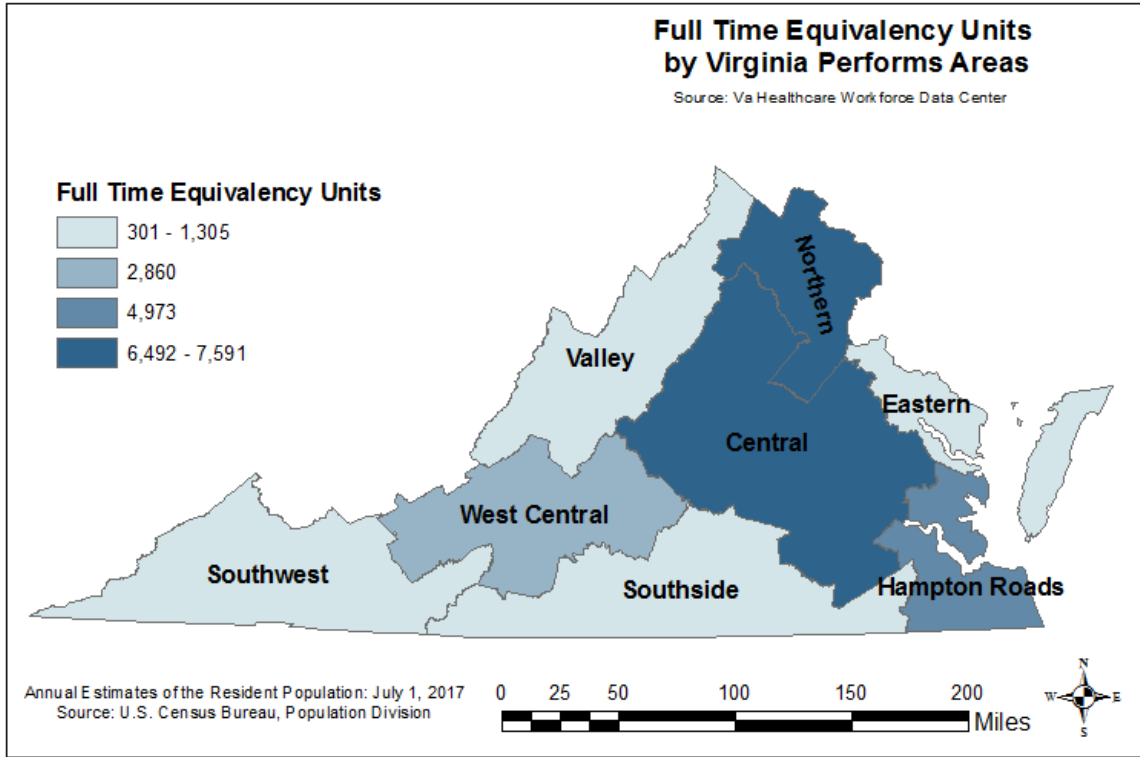 Full Time Equivalency Units
by Virginia Performs Areas
Source: Va Healthcare Workforce Data Center
Full Time Equivalency Units
301 - 1,305
2,860
4,973
6,492 - 7,591
Northern
Valley
Eastern
Central
West Central
Southwest
Southside
Hampton Roads
Annual Estimates of the Resident Population: July 1, 2017
Source: U.S. Census Bureau, Population Division
0 25 50 100 150 200
Miles
N
W E
S